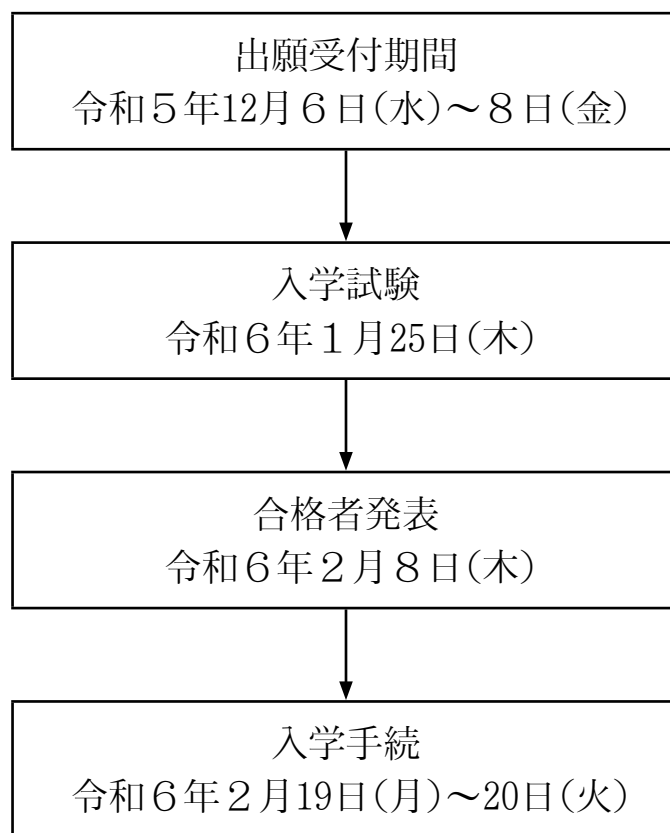 出願受付期間
令和５年12月６日(水)～８日(金)
入学試験
令和６年１月25日(木)
合格者発表
令和６年２月８日(木)
入学手続
令和６年２月19日(月)～20日(火)